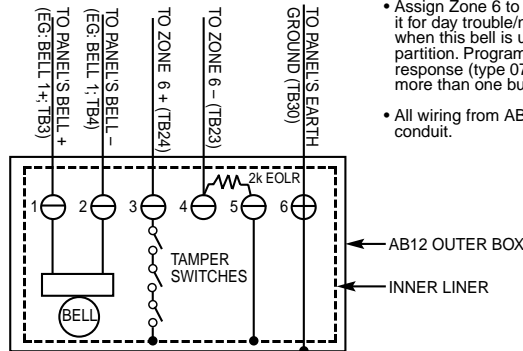 TO PANEL'S BELL +
(EG: BELL 1+; TB3)
TO PANEL'S BELL –
(EG: BELL 1; TB4)
TO ZONE 6 + (TB24)
TO ZONE 6 – (TB23)
TO PANEL'S EARTH
GROUND (TB30)
• Assign Zone 6 to
it for day trouble/
when this bell is
partition. Program
response (type 07
more than one
• All wiring from
conduit.
2k EOLR
1 2 3 4 5 6
TAMPER
SWITCHES
BELL
AB12 OUTER BOX
INNER LINER